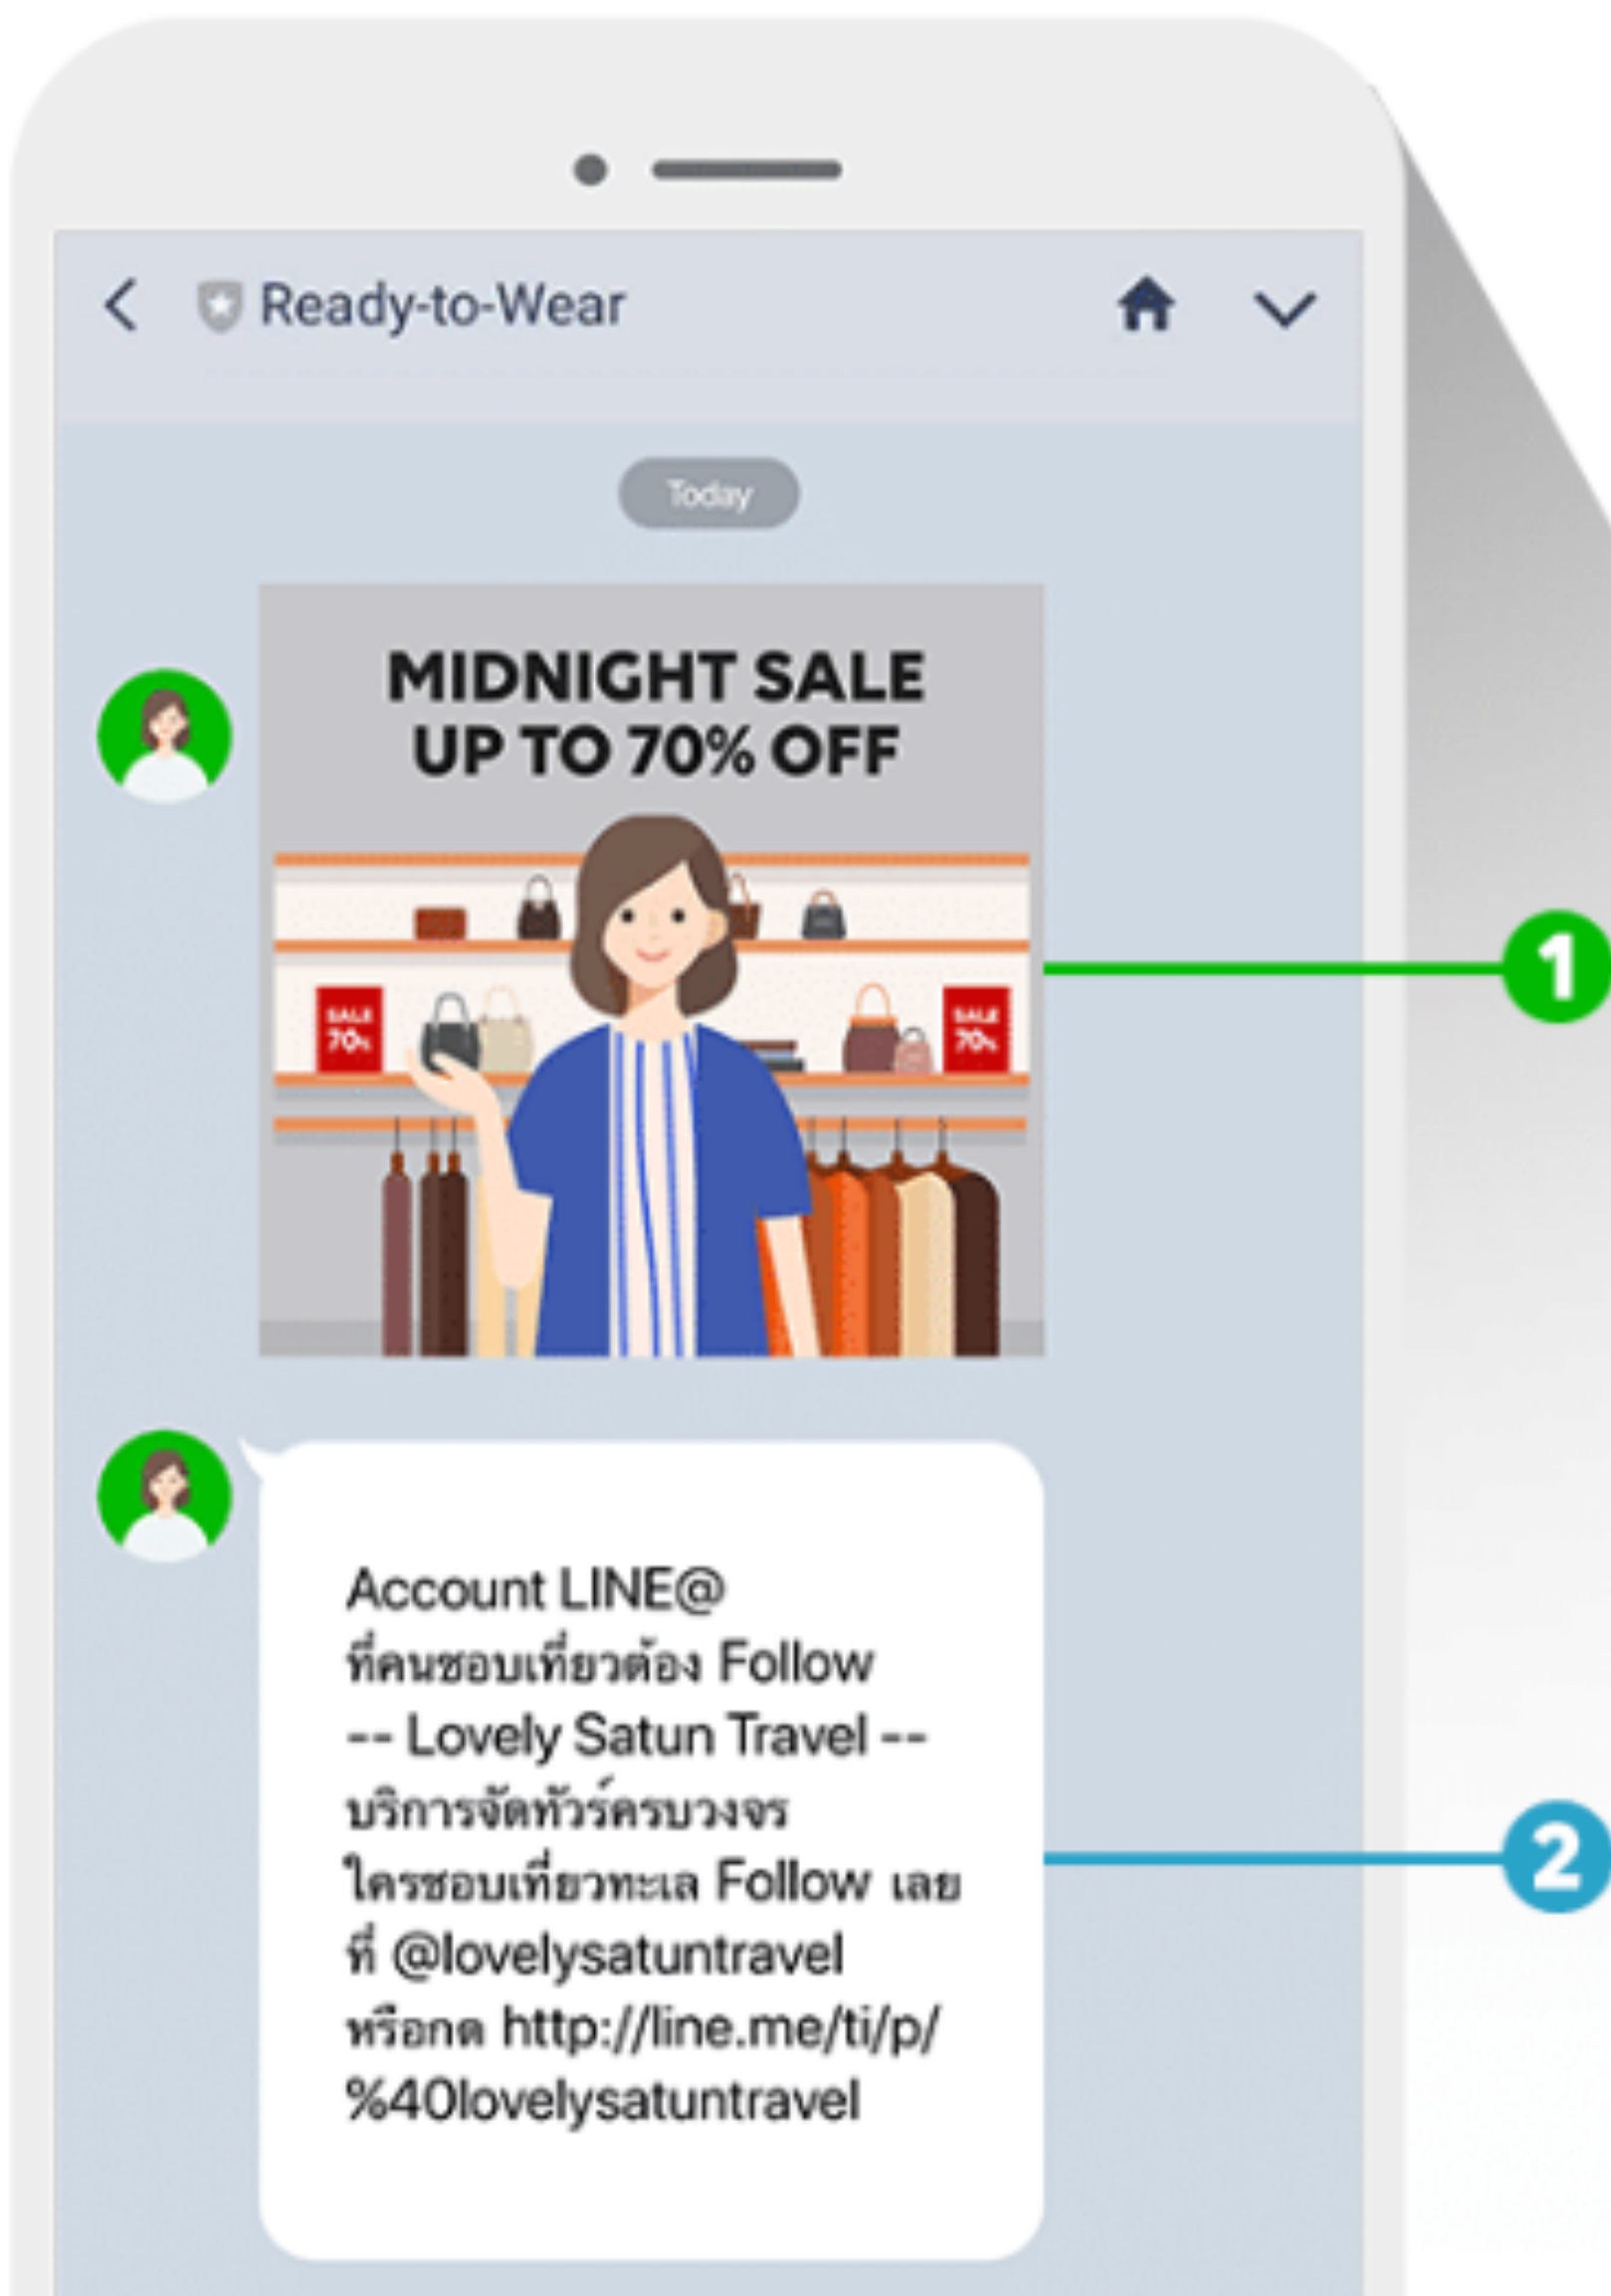 Ready-to-Wear
Today
MIDNIGHT SALE
UP TO 70% OFF
SALE
70%
SALE
70%
1
Account LINE@
ที่คนชอบเที่ยวต้อง Follow
-- Lovely Satun Travel --
บริการจัดทัวร์ครบวงจร
ใครชอบเที่ยวทะเล Follow เลย
ที่ @lovelysatuntravel
หรือกด http://line.me/ti/p/
%40lovelysatuntravel
2